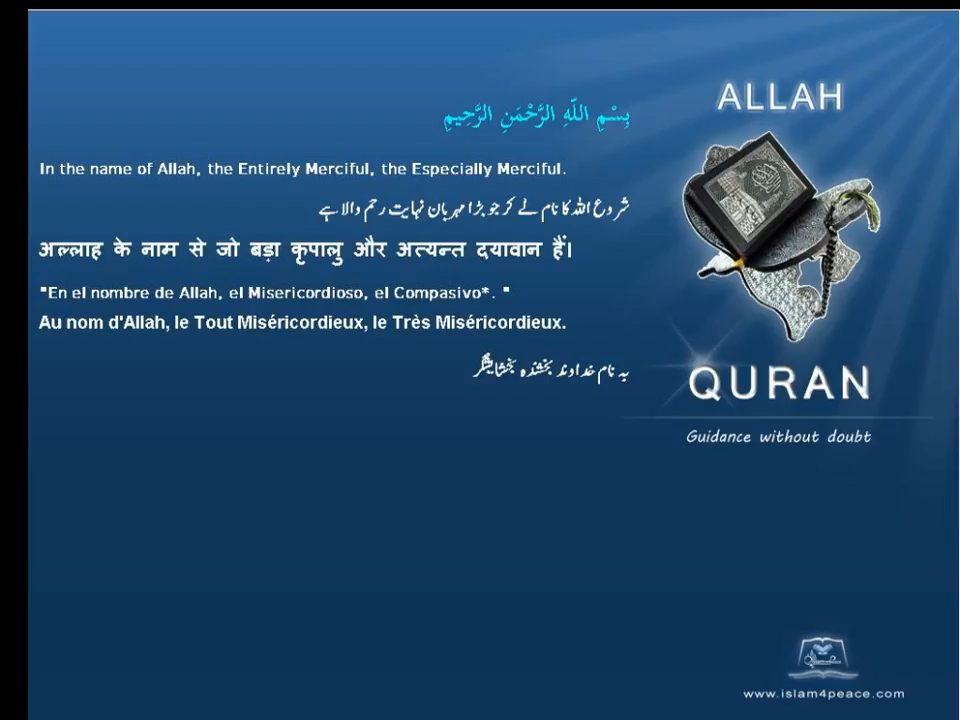 بِسْمِ اللَّهِ الرَّحْمَنِ الرَّحِيمِ
In the name of Allah, the Entirely Merciful, the Especially Merciful.
شروع الله کا نام لے کر جو بڑا مہربان نہایت رحم والا ہے
अल्लाह के नाम से जो बड़ा कृपालु और अत्यन्त दयावान हैं।
"En el nombre de Allah, el Misericordioso, el Compasivo*. "
Au nom d'Allah, le Tout Miséricordieux, le Très Miséricordieux.
به نام خداوند بخشنده بخشایشگر
ALLAH
QURAN
Guidance without doubt
www.islam4peace.com